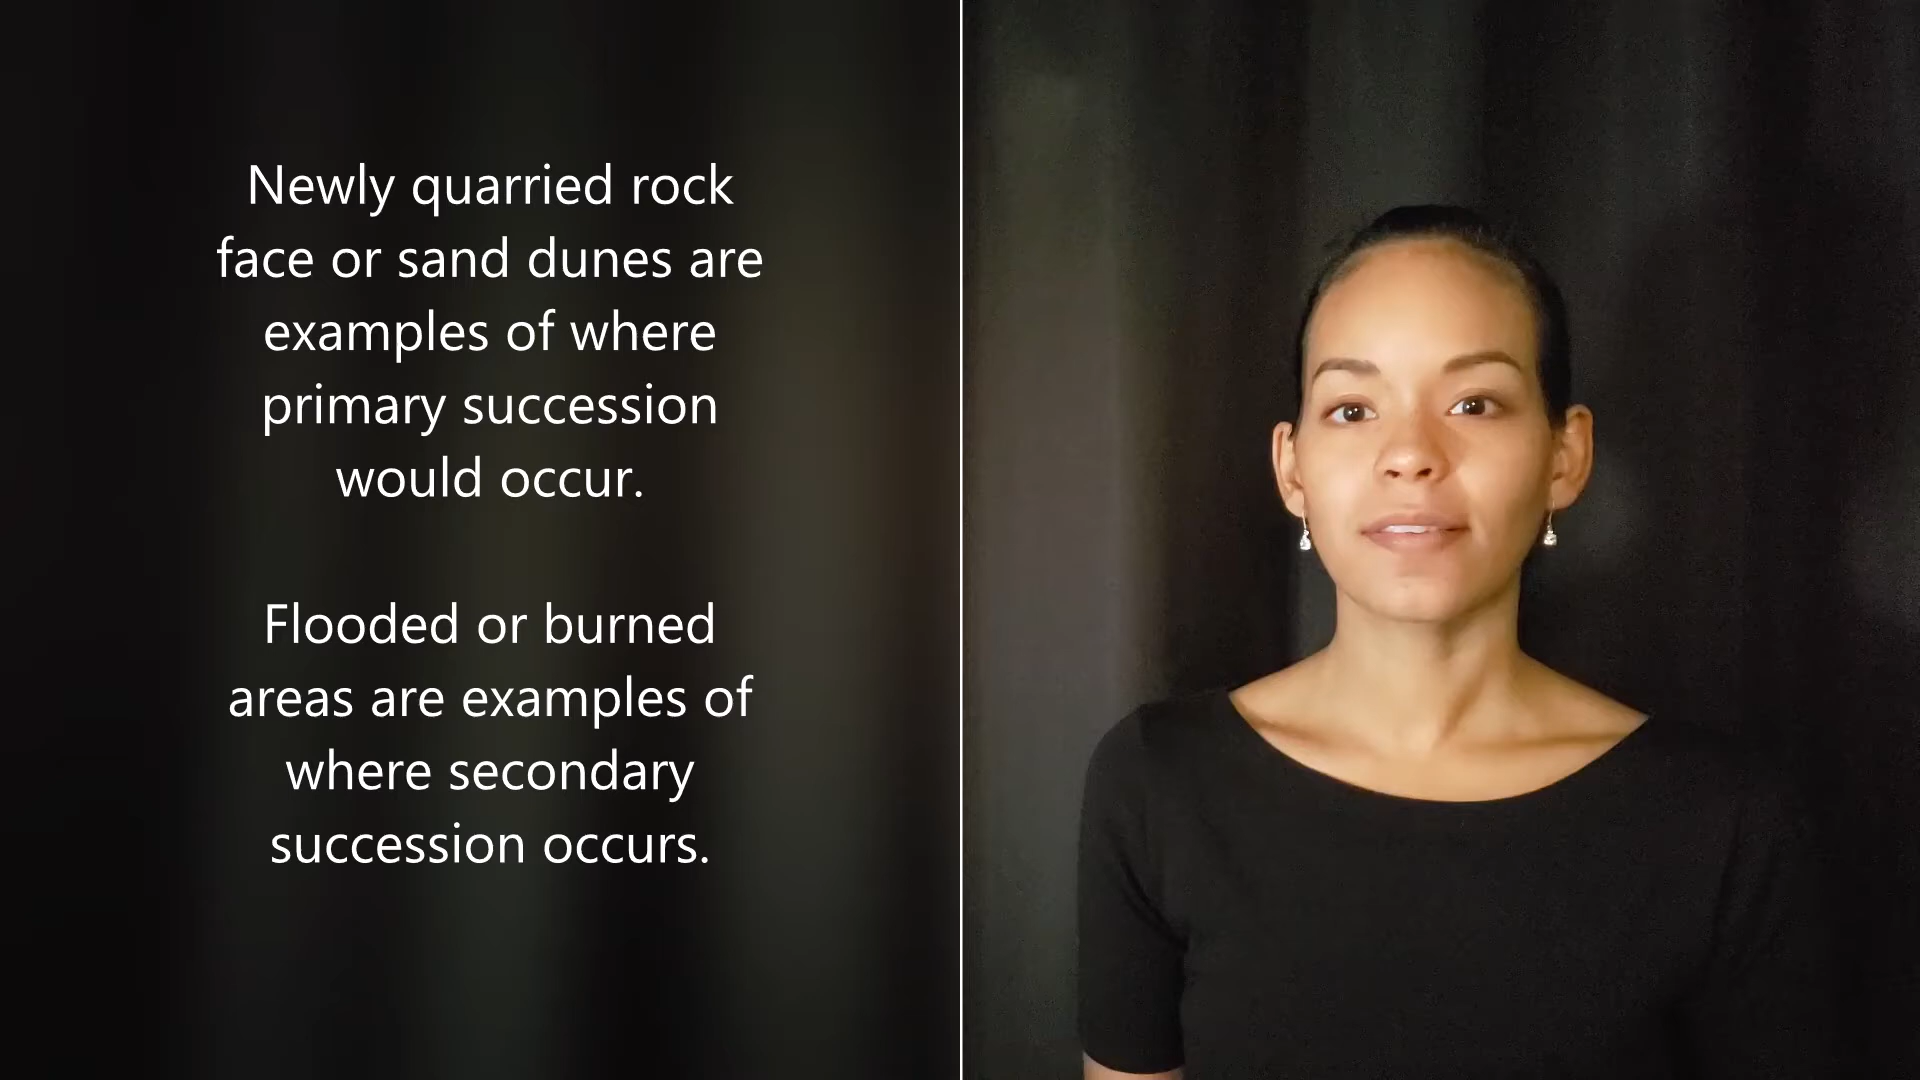 Newly quarried rock
face or sand dunes are
examples of where
primary succession
would occur.
Flooded or burned
areas are examples of
where secondary
succession occurs.